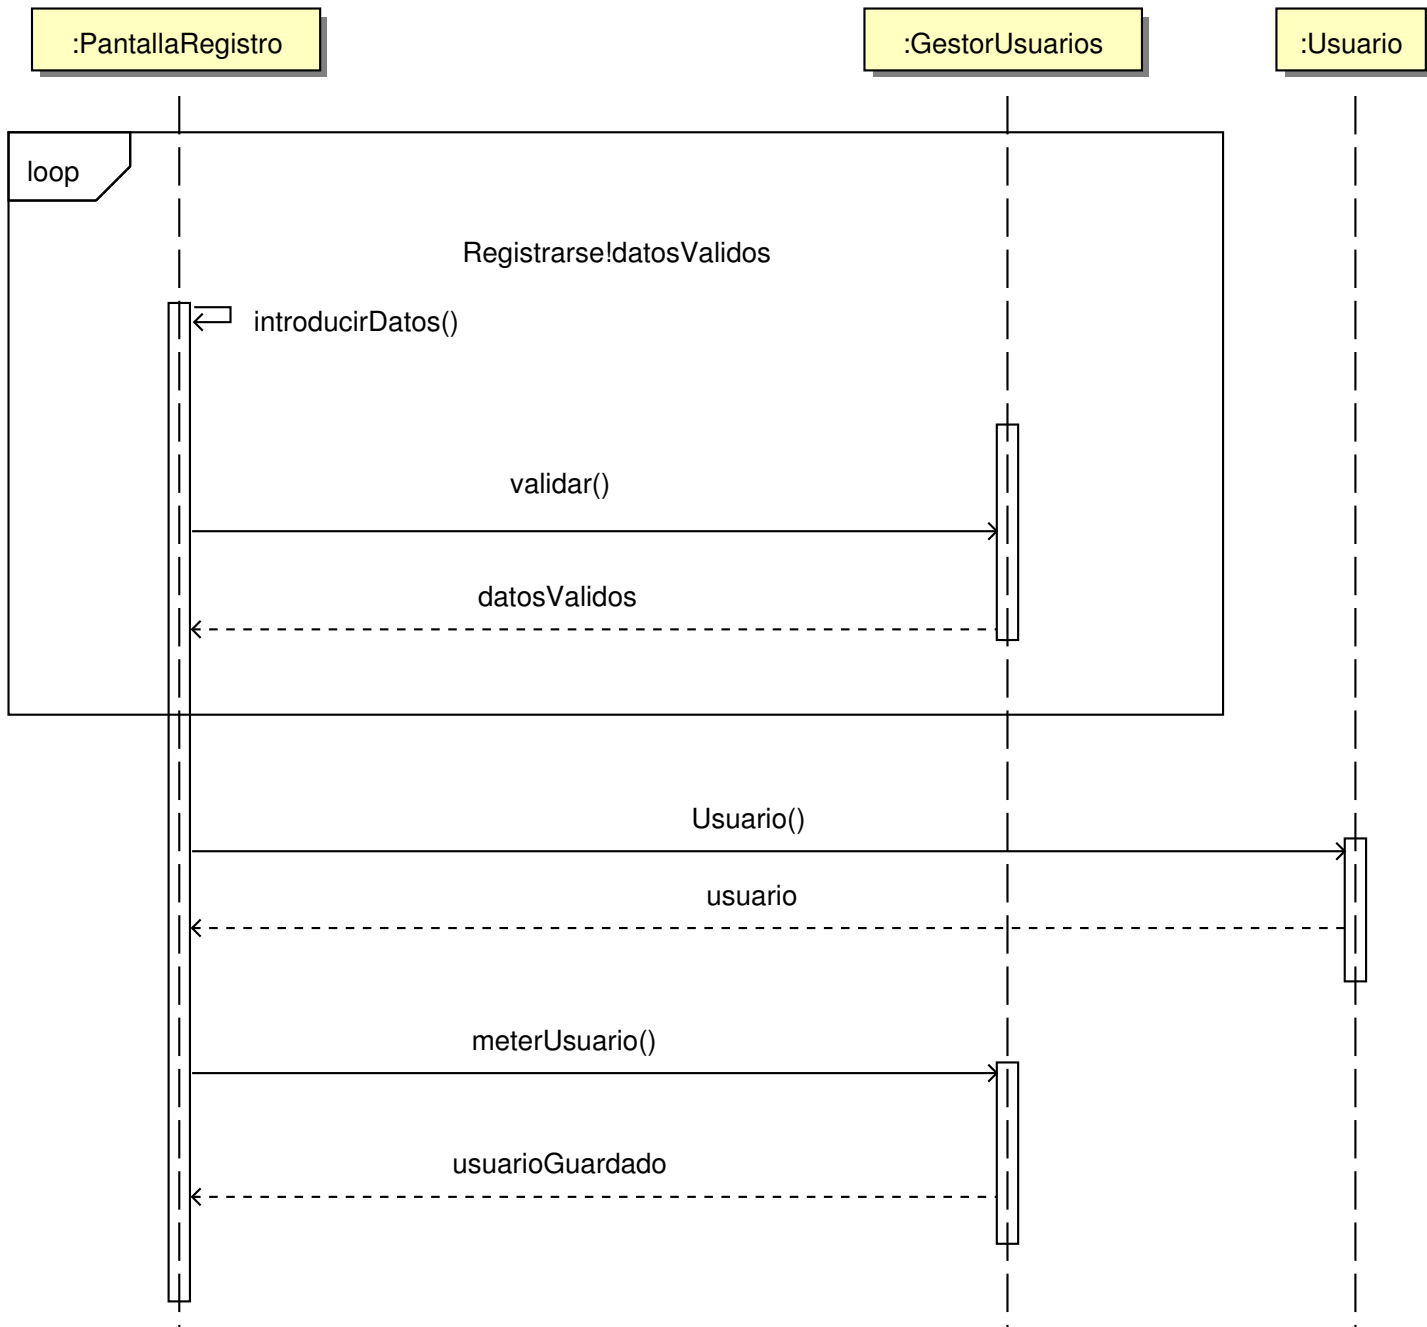 :PantallaRegistro
:GestorUsuarios
:Usuario
loop
Registrarse!datosValidos
introducirDatos()
validar()
datosValidos
Usuario()
usuario
meterUsuario()
usuarioGuardado